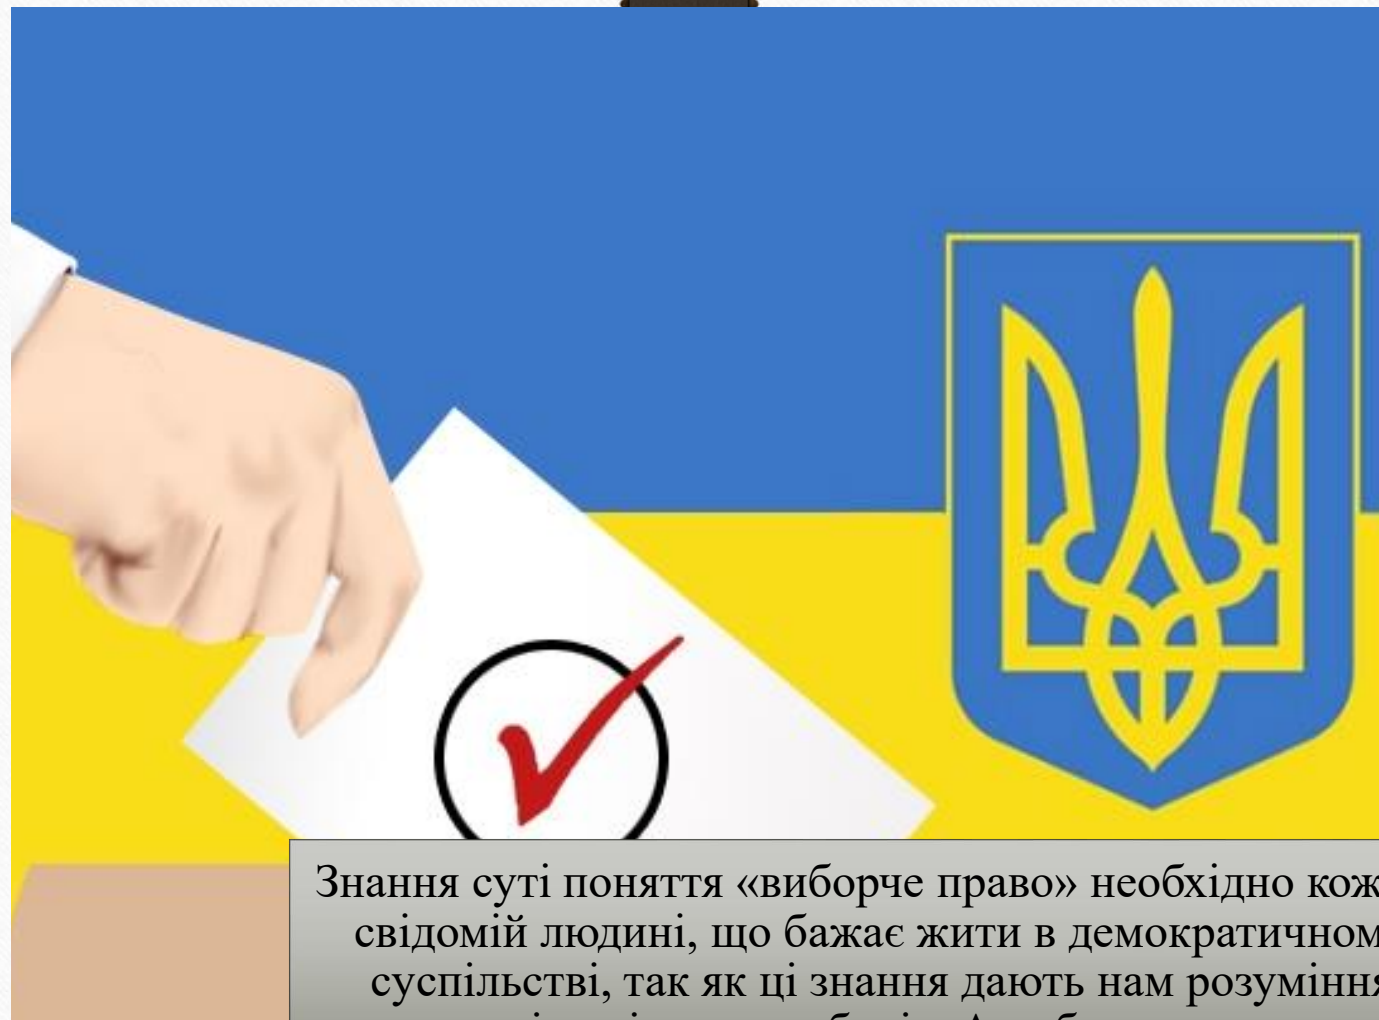 Знання суті поняття «виборче право» необхідно кож
свідомій людині, що бажає жити в демократичном
суспільстві, так як ці знання дають нам розуміння